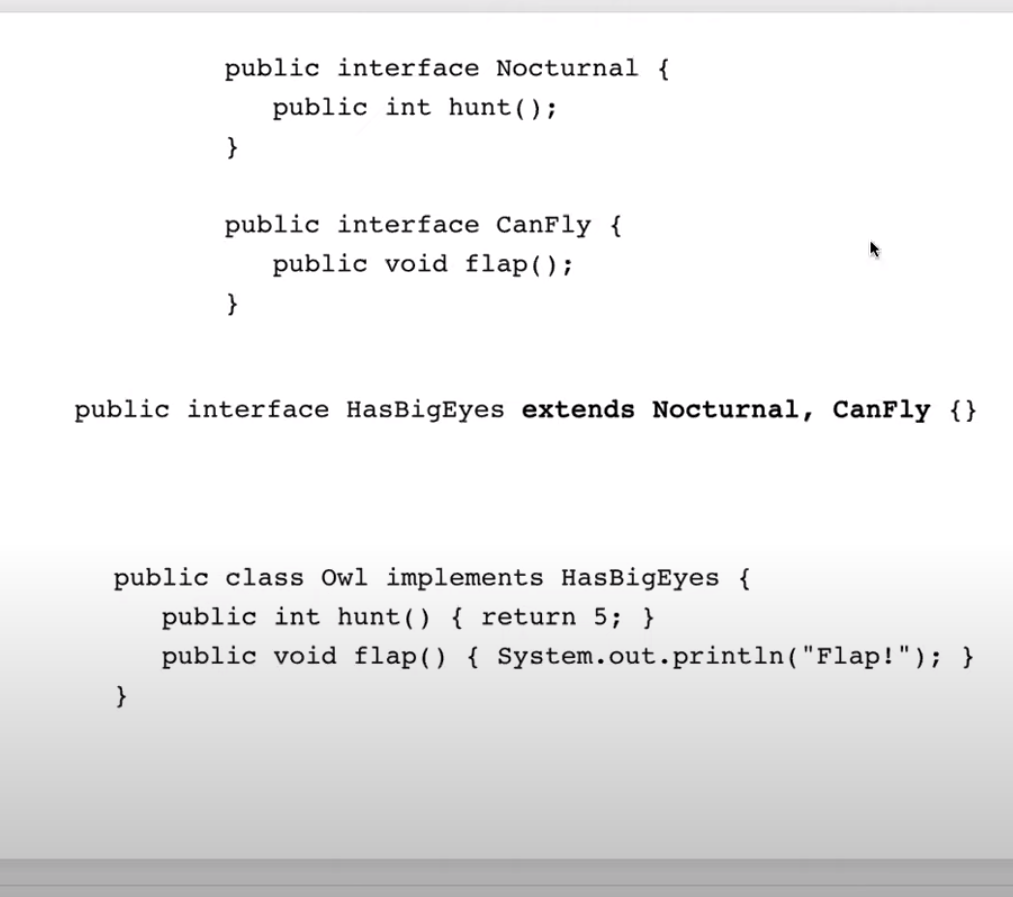 public interface Nocturnal {
public int hunt();
}
public interface CanFly {
public void flap();
}
public interface HasBigEyes extends Nocturnal, CanFly {}
public class Owl implements HasBigEyes {
public int hunt() { return 5; }
public void flap() { System.out.println("Flap!"); }
}